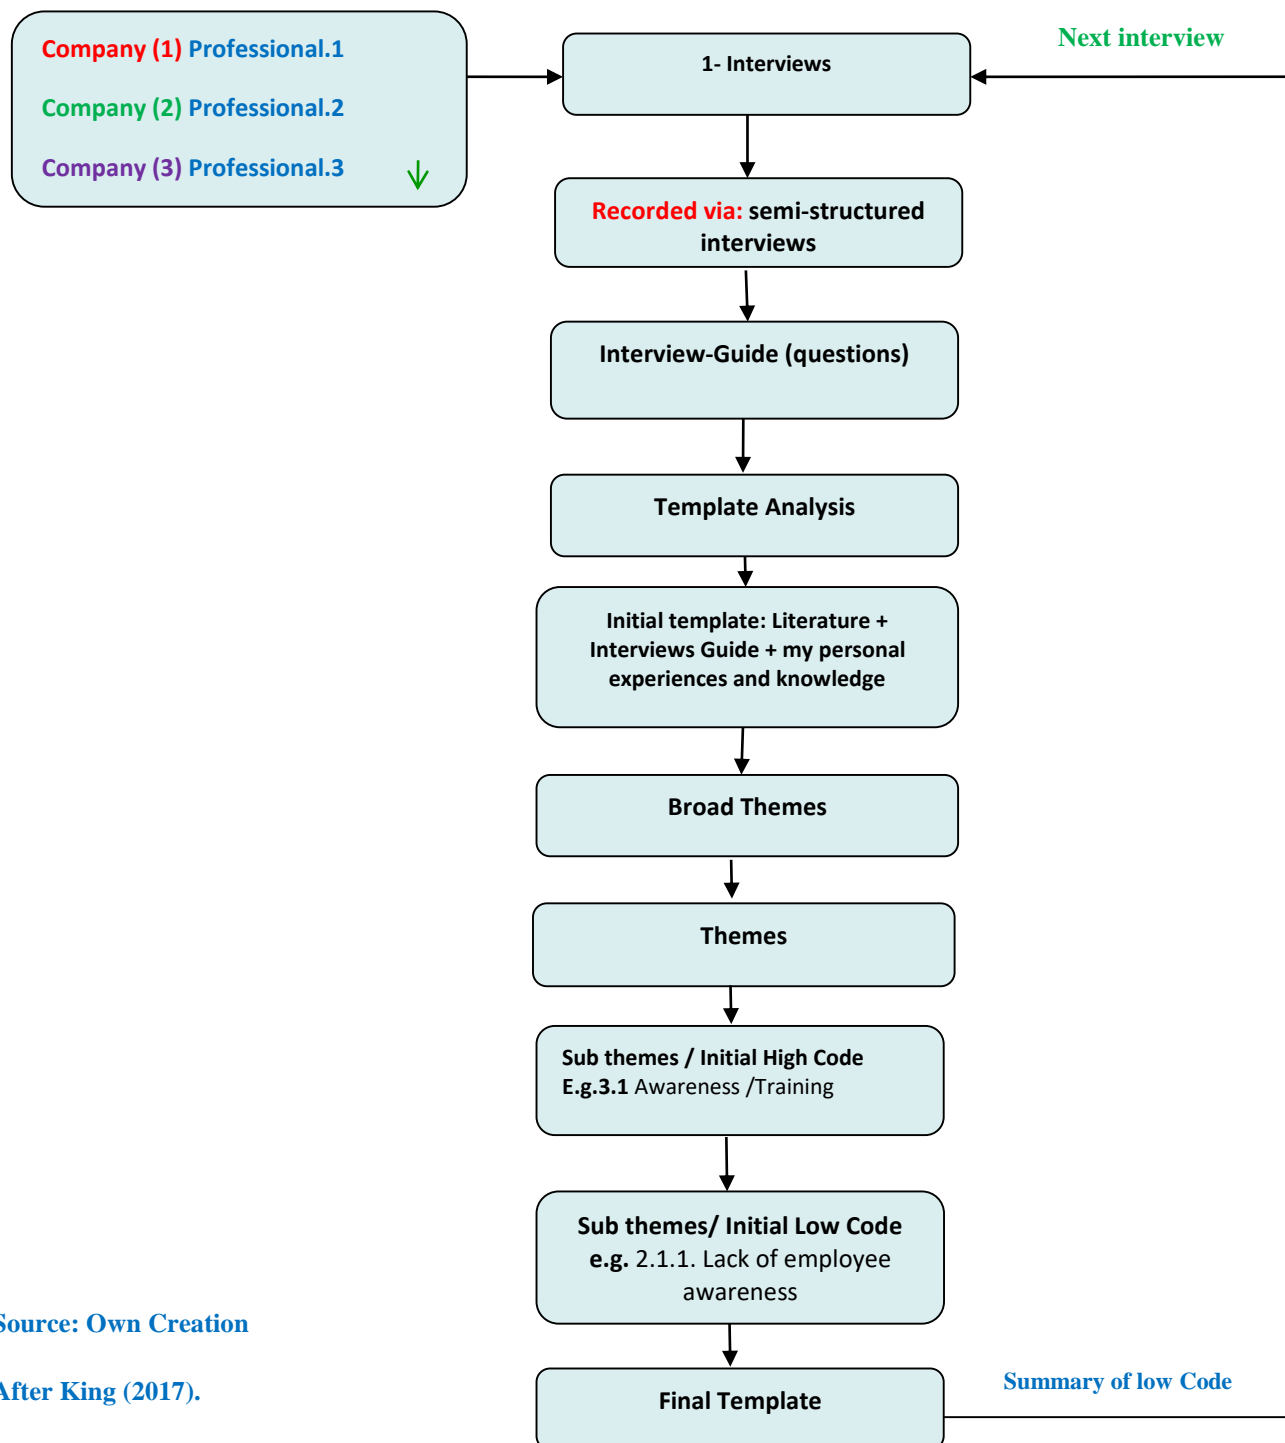 Company (1) Professional.1
Company (2) Professional.2
Company (3) Professional.3
1- Interviews
Next interview
Recorded via: semi-structured
interviews
Interview-Guide (questions)
Template Analysis
Initial template: Literature +
Interviews Guide + my personal
experiences and knowledge
Broad Themes
Themes
Sub themes / Initial High Code
E.g.3.1 Awareness /Training
Sub themes/ Initial Low Code
e.g. 2.1.1. Lack of employee
awareness
Source: Own Creation
After King (2017).
Final Template
Summary of low Code